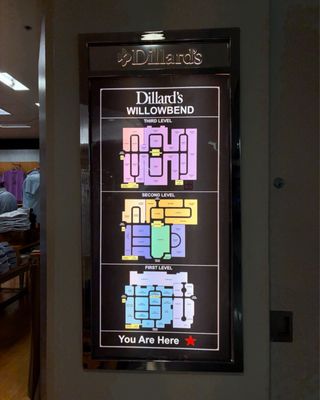 Dillard's
Dillard's
WILLOWBEND
THIRD LEVEL
SECOND LEVEL
FIRST LEVEL
You Are Here